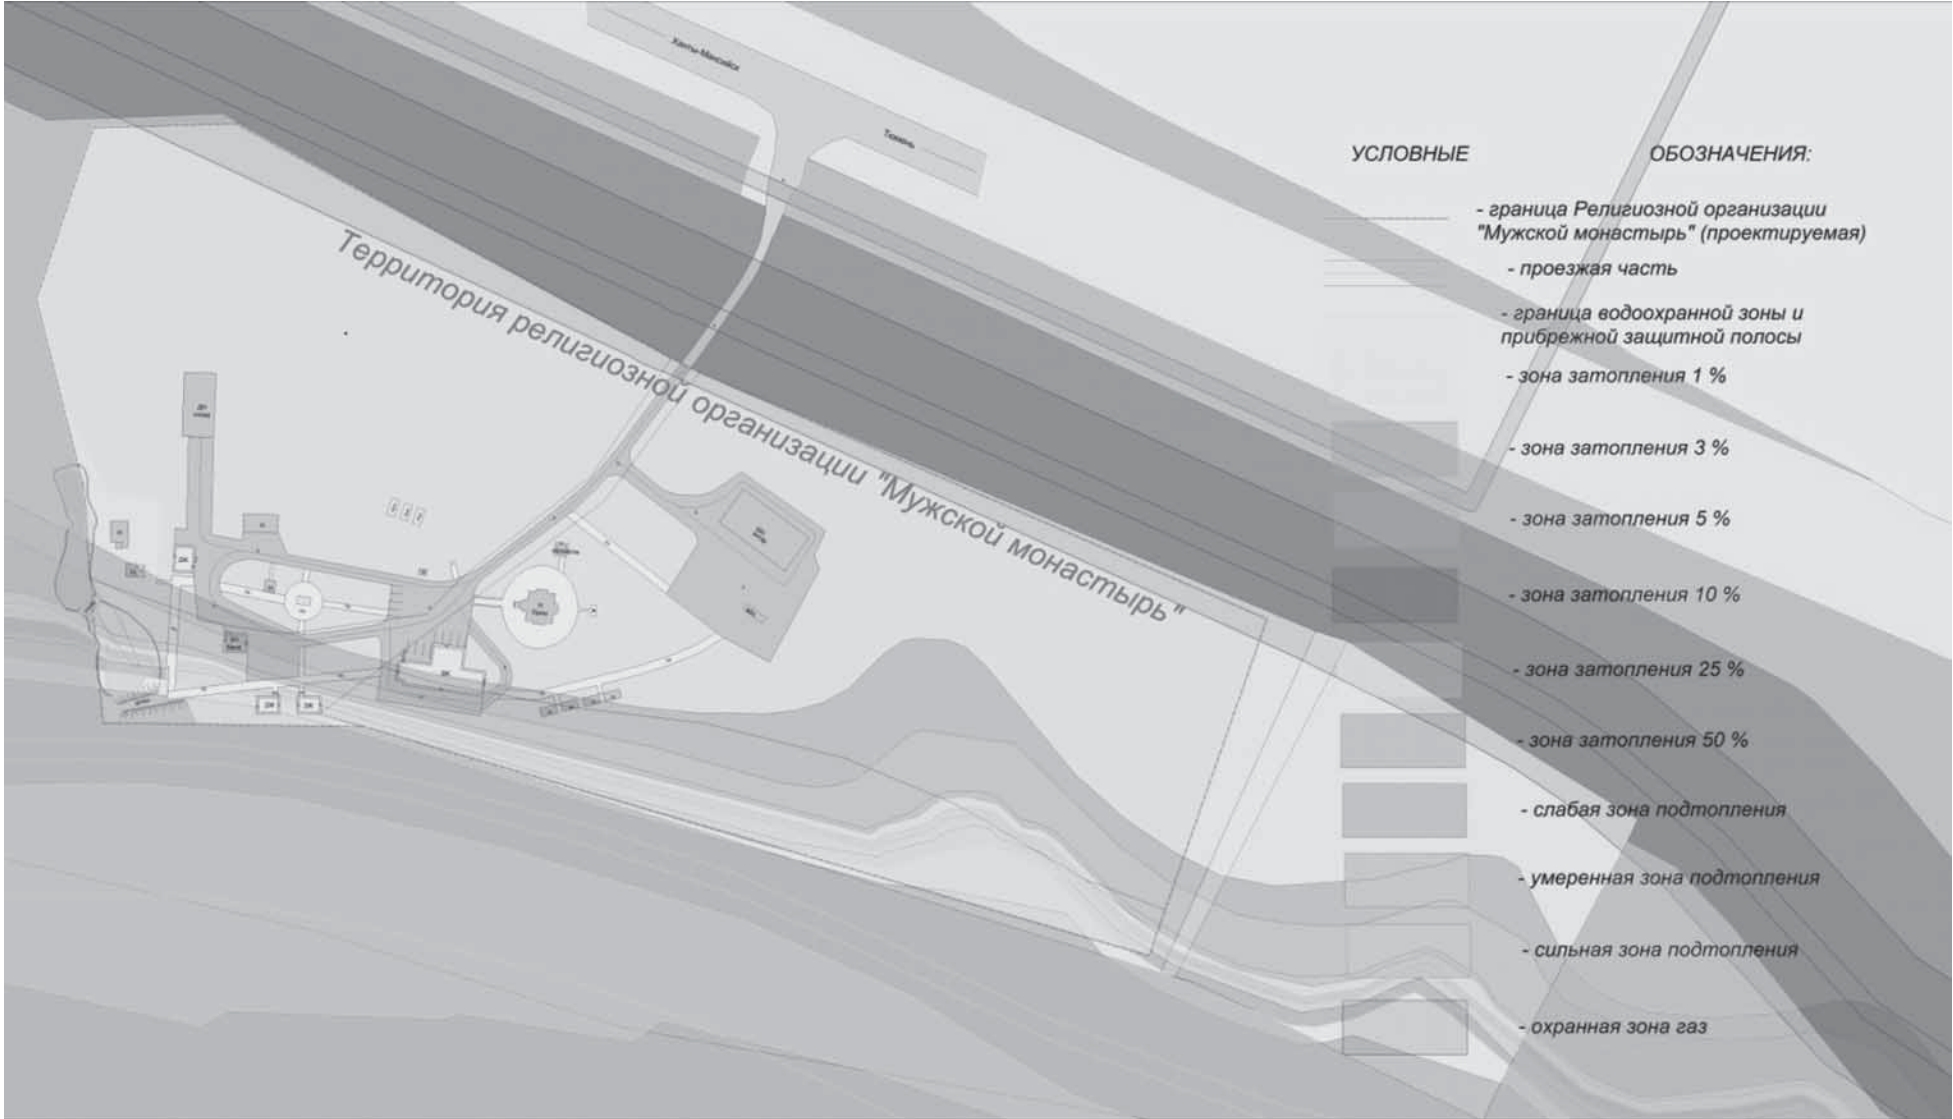 Ханты-Мансийск
Тюмень
Территория религиозной организации "Мужской монастырь"
УСЛОВНЫЕ ОБОЗНАЧЕНИЯ:
- граница Религиозной организации
"Мужской монастырь" (проектируемая)
- проезжая часть
- граница водоохранной зоны и
прибрежной защитной полосы
- зона затопления 1 %
- зона затопления 3 %
- зона затопления 5 %
- зона затопления 10 %
- зона затопления 25 %
- зона затопления 50 %
- слабая зона подтопления
- умеренная зона подтопления
- сильная зона подтопления
- охранная зона газ